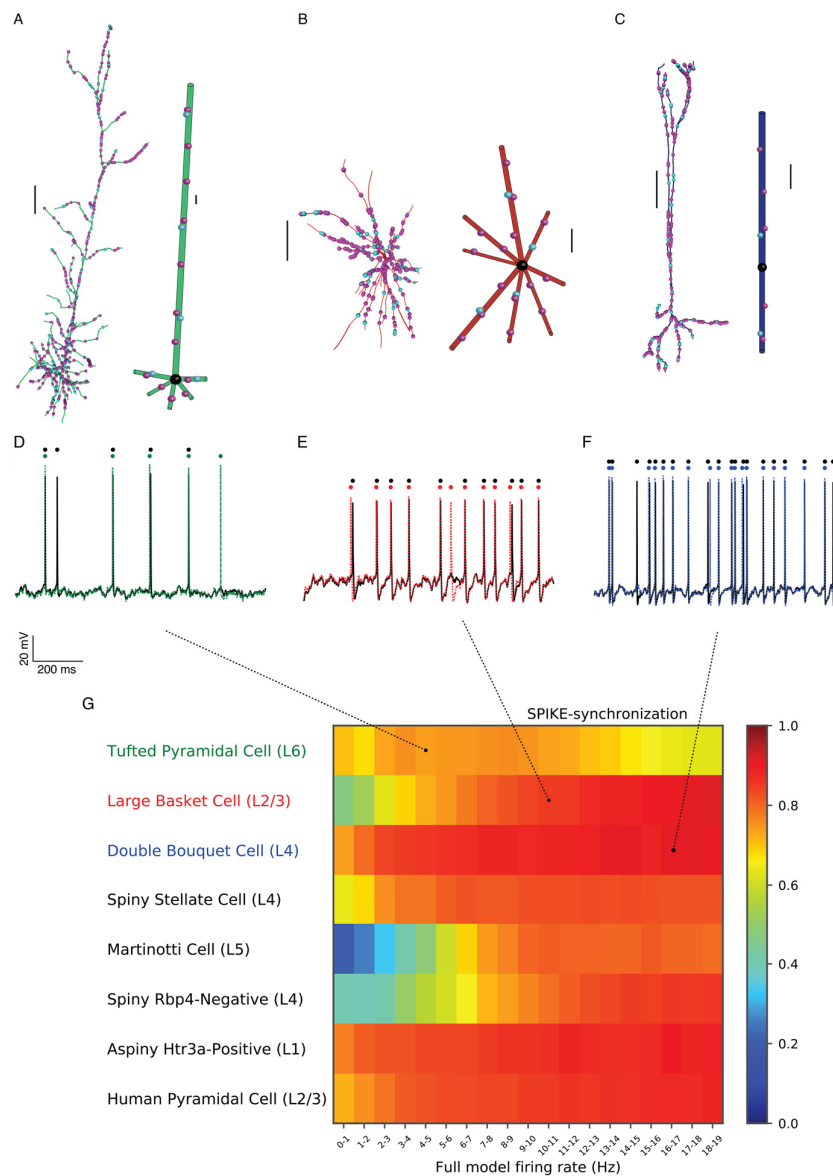 A
B
C
D
E
F
20 mV
200 ms
G
SPIKE-synchronization
Tufted Pyramidal Cell (L6)
Large Basket Cell (L2/3)
Double Bouquet Cell (L4)
Spiny Stellate Cell (L4)
Martinotti Cell (L5)
Spiny Rbp4-Negative (L4)
Aspiny Htr3a-Positive (L1)
Human Pyramidal Cell (L2/3)
1.0
0.8
0.6
0.4
0.2
0.0
0-1 1-2 2-3 3-4 4-5 5-6 6-7 7-8 8-9 9-10 10-11 11-12 12-13 13-14 14-15 15-16 16-17 17-18 18-19
Full model firing rate (Hz)